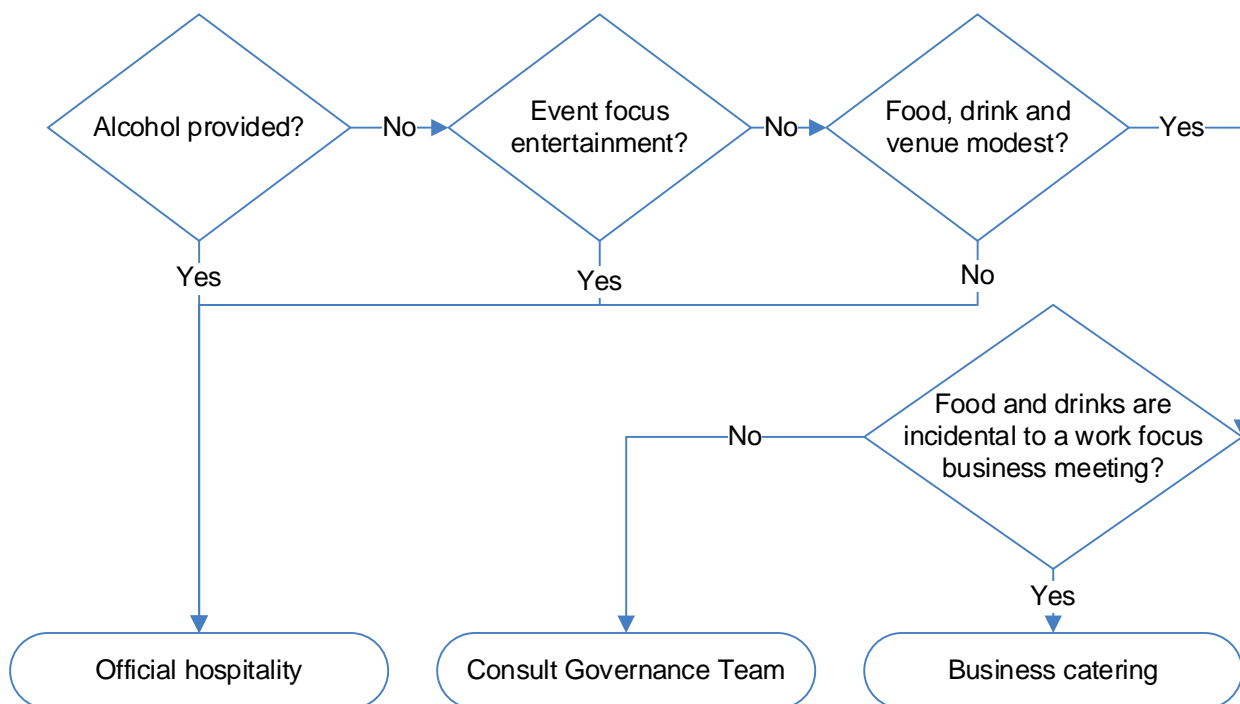 Alcohol provided?
No
Event focus
entertainment?
No
Food, drink and
venue modest?
Yes
Yes
Yes
No
Food and drinks are
incidental to a work focus
business meeting?
No
Yes
Official hospitality
Consult Governance Team
Business catering